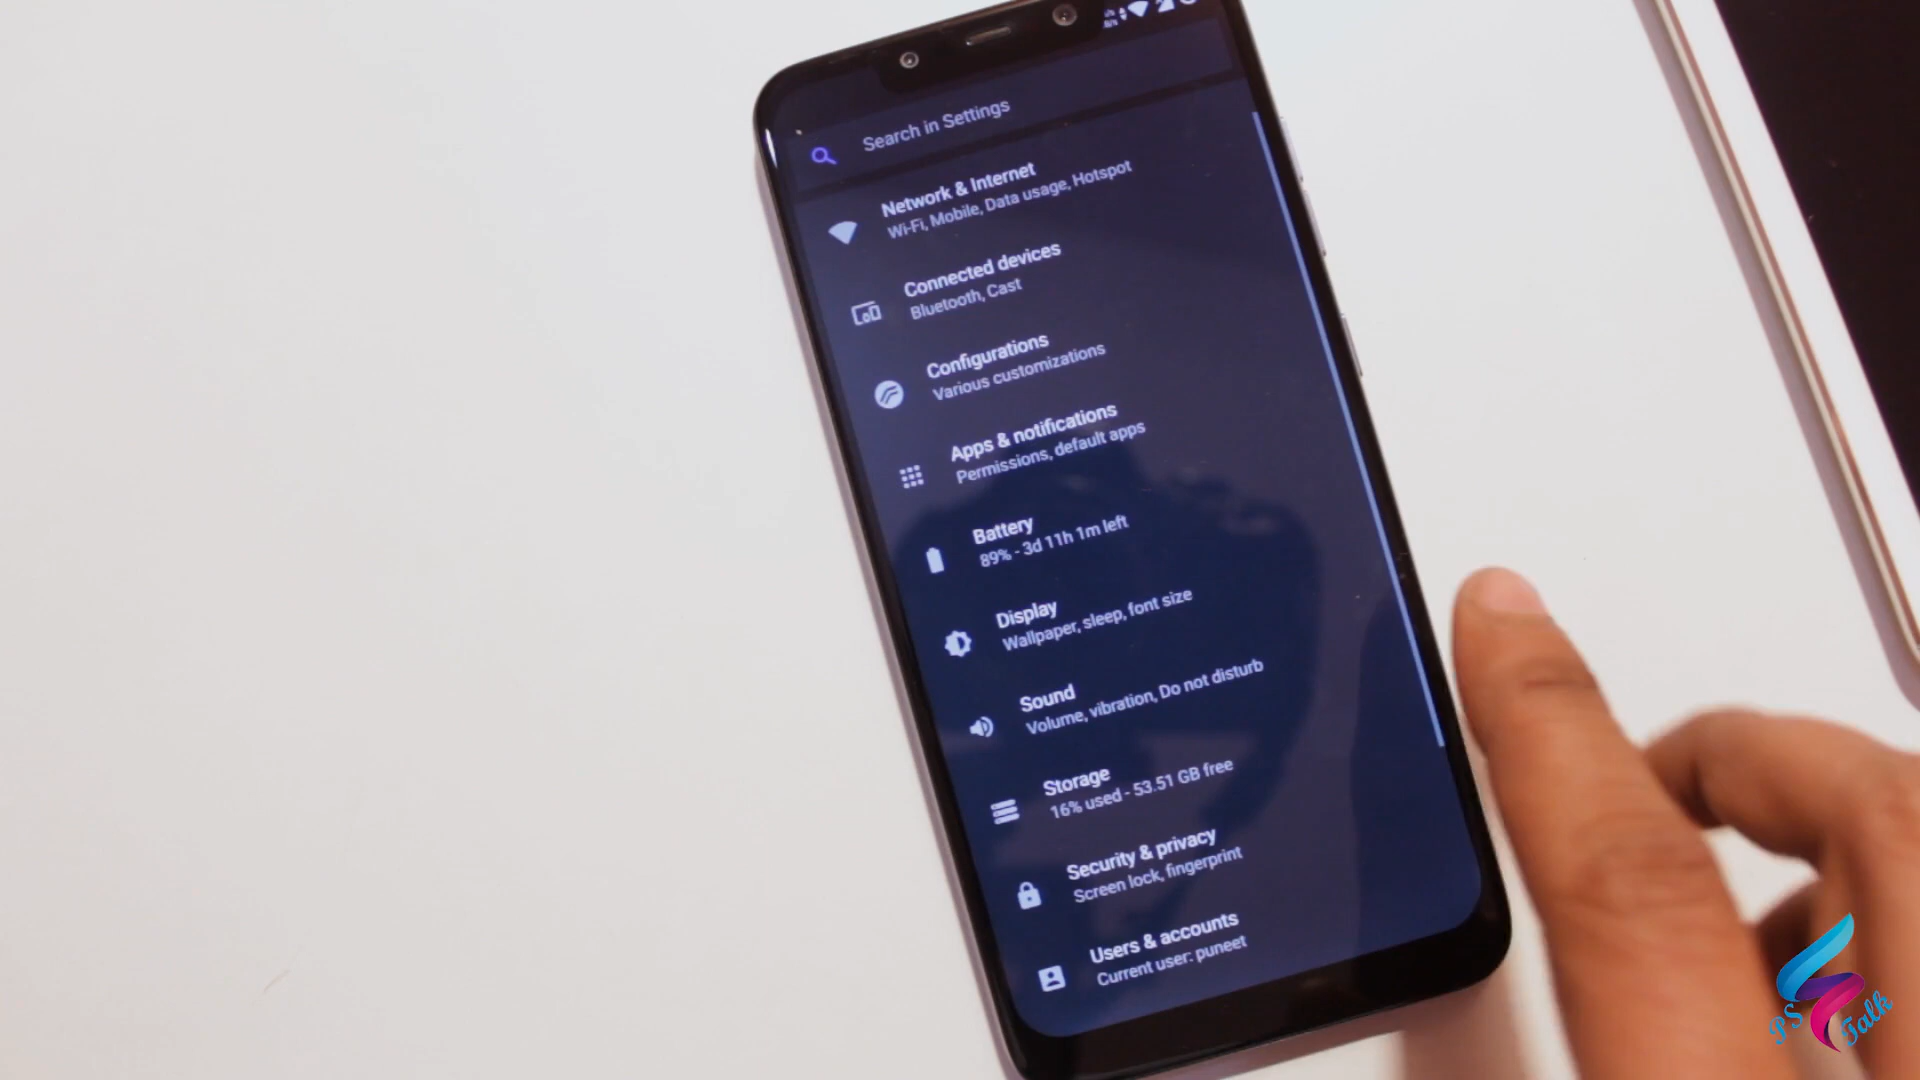 Search in Settings
Network & Internet
Wi-Fi, Mobile, Data usage, Hotspot
Connected devices
Bluetooth, Cast
Configurations
Various customizations
Apps & notifications
Permissions, default apps
Battery
89% - 3d 11h 1m left
Display
Wallpaper, sleep, font size
Sound
Volume, vibration, Do not disturb
Storage
16% used - 53.51 GB free
Security & privacy
Screen lock, fingerprint
Users & accounts
Current user: puneet
PS Talk